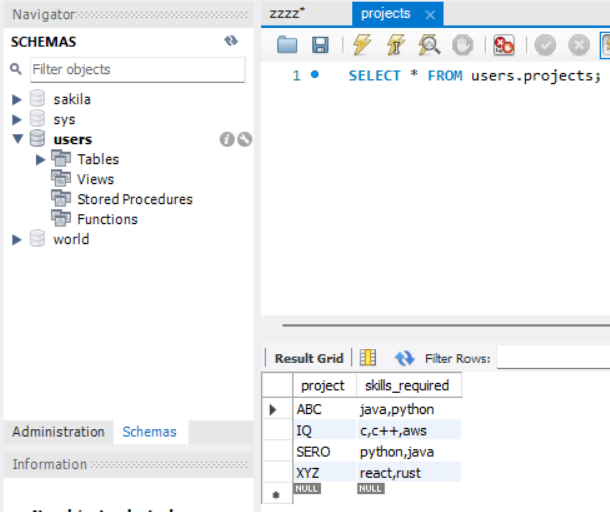 Navigator
SCHEMAS
Filter objects
sakila
sys
users
Tables
Views
Stored Procedures
Functions
world
Administration Schemas
Information
zzzz* projects
1 SELECT * FROM users.projects;
Result Grid Filter Rows:
project skills_required
ABC java,python
IQ c,c++,aws
SERO python,java
XYZ react,rust
NULL NULL